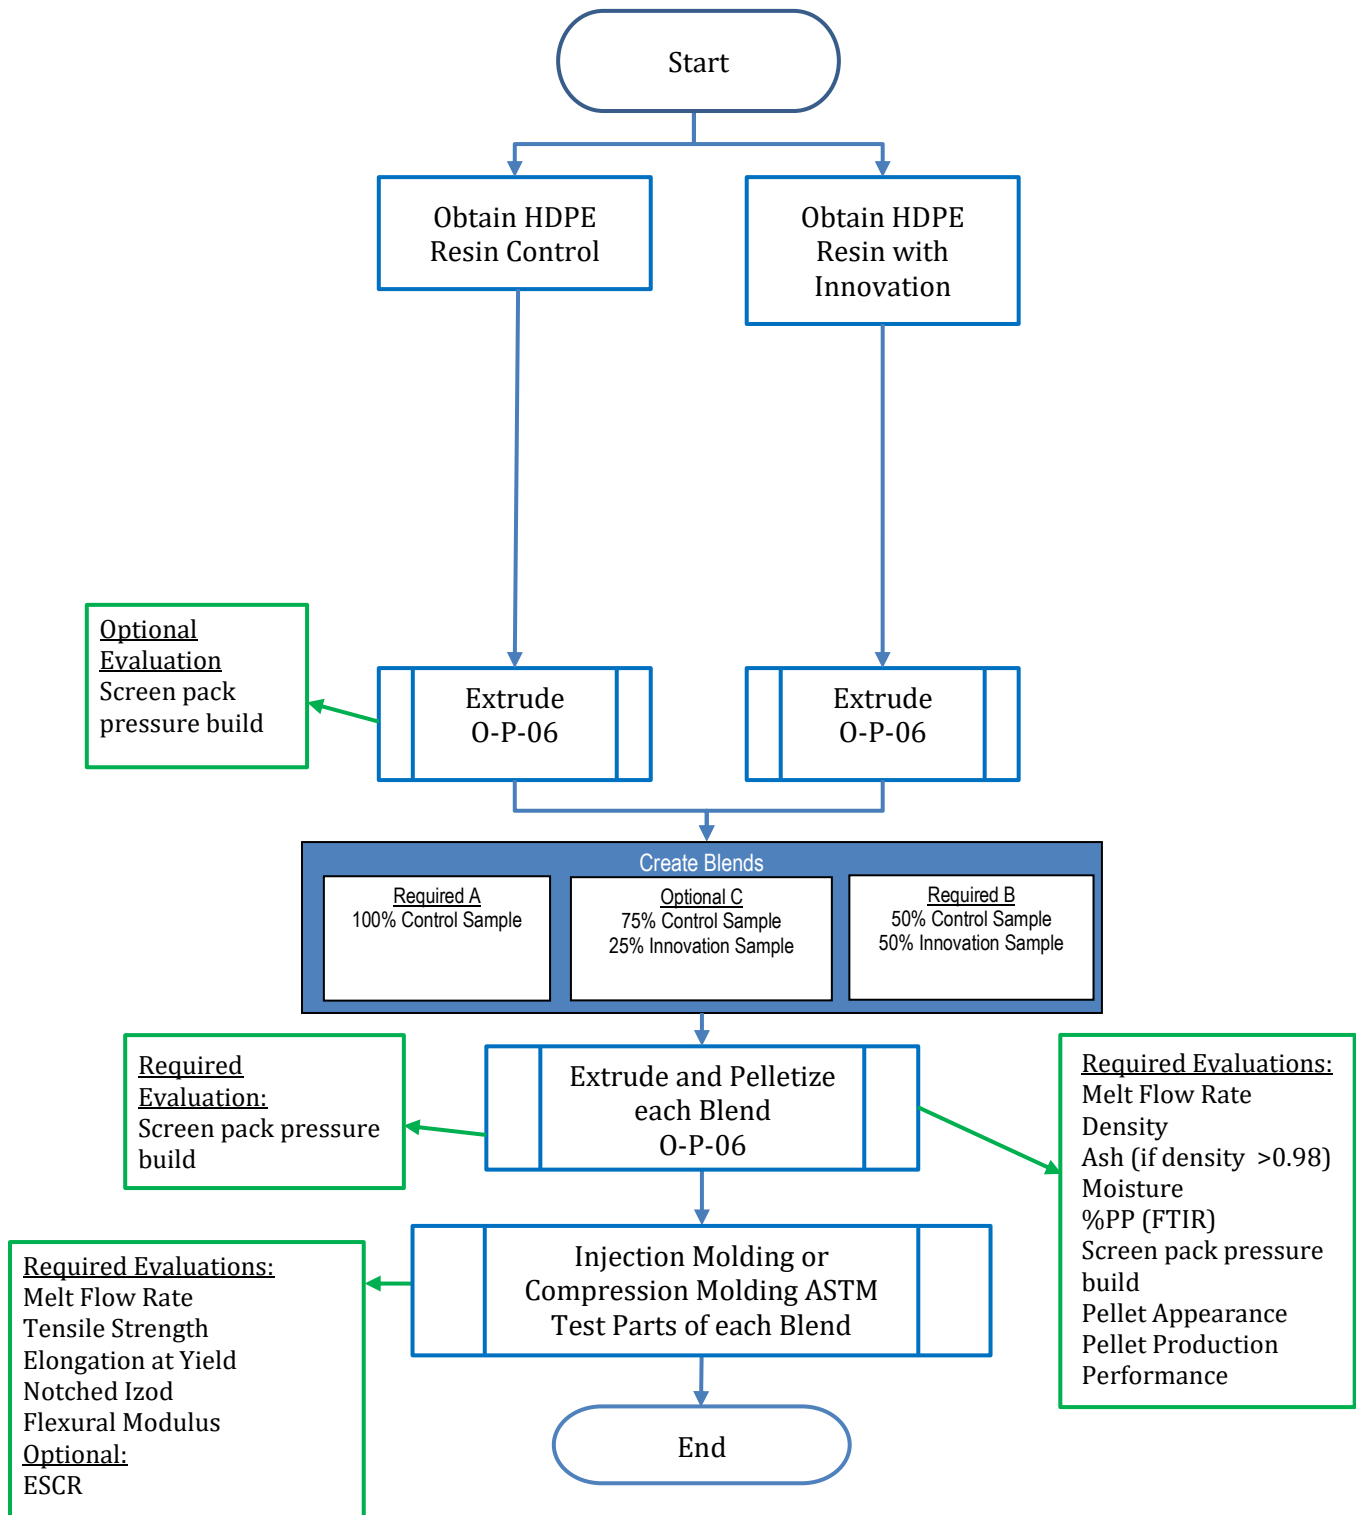 Start
Obtain HDPE
Resin Control
Obtain HDPE
Resin with
Innovation
Optional
Evaluation
Screen pack
pressure build
Extrude
O-P-06
Extrude
O-P-06
Create Blends
Required A
100% Control Sample
Optional C
75% Control Sample
25% Innovation Sample
Required B
50% Control Sample
50% Innovation Sample
Required
Evaluation:
Screen pack pressure
build
Extrude and Pelletize
each Blend
O-P-06
Required Evaluations:
Melt Flow Rate
Density
Ash (if density >0.98)
Moisture
%PP (FTIR)
Screen pack pressure
build
Pellet Appearance
Pellet Production
Performance
Injection Molding or
Compression Molding ASTM
Test Parts of each Blend
Required Evaluations:
Melt Flow Rate
Tensile Strength
Elongation at Yield
Notched Izod
Flexural Modulus
Optional:
ESCR
End